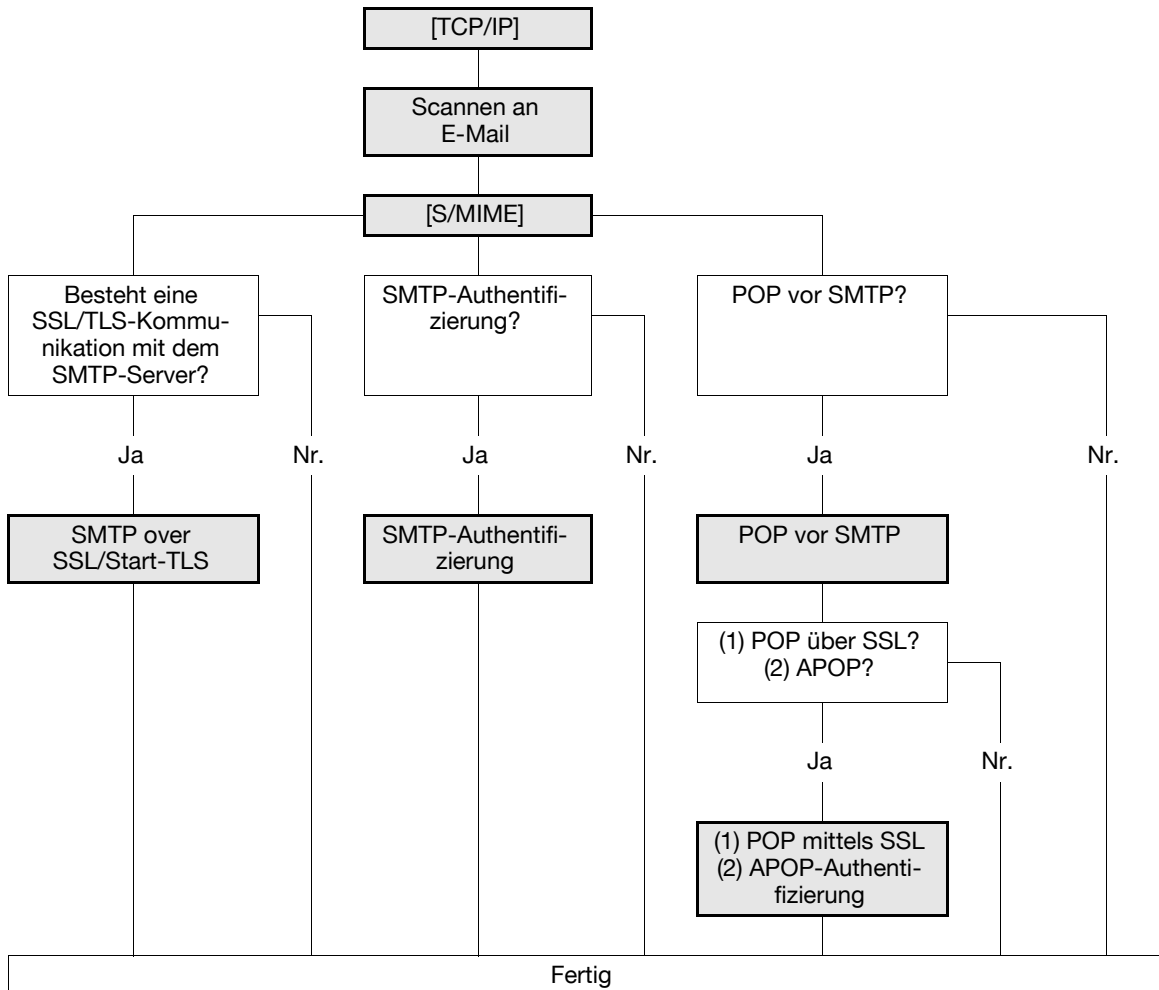 [TCP/IP]
Scannen an
E-Mail
[S/MIME]
Besteht eine
SSL/TLS-Kommu-
nikation mit dem
SMTP-Server?
SMTP-Authentifi-
zierung?
POP vor SMTP?
Ja
Nr.
Ja
Nr.
Ja
Nr.
SMTP over
SSL/Start-TLS
SMTP-Authentifi-
zierung
POP vor SMTP
(1) POP über SSL?
(2) APOP?
Ja
Nr.
(1) POP mittels SSL
(2) APOP-Authenti-
fizierung
Fertig